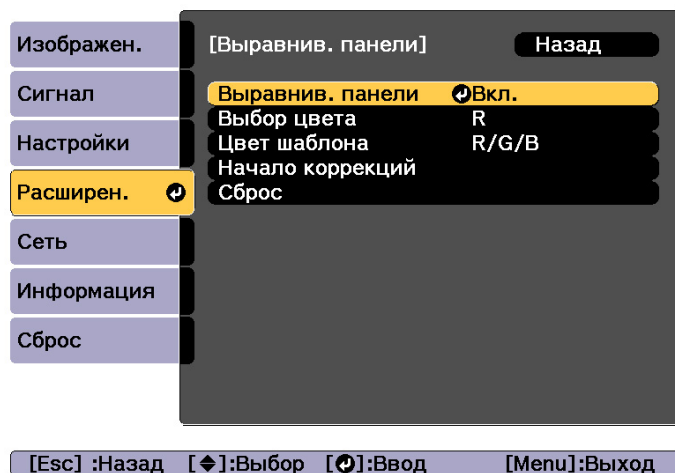 Изображен.
Сигнал
Настройки
Расширен.
Сеть
Информация
Сброс
[Выравнив. панели] Назад
Выравнив. панели Вкл.
Выбор цвета R
Цвет шаблона R/G/B
Начало коррекций
Сброс
[Esc] :Назад [◆]:Выбор [↵]:Ввод [Menu]:Выход